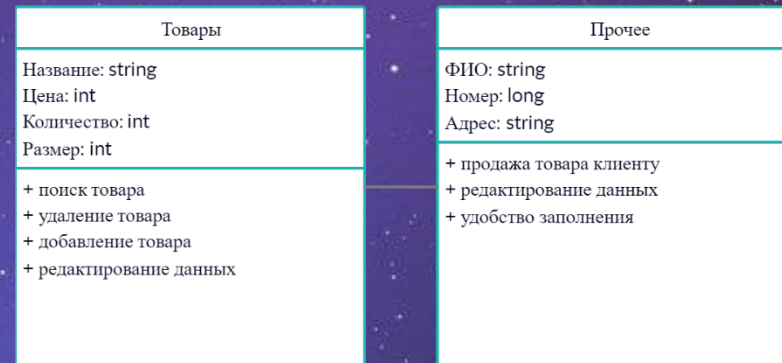 Товары
Название: string
Цена: int
Количество: int
Размер: int
+ поиск товара
+ удаление товара
+ добавление товара
+ редактирование данных
Прочее
ФИО: string
Номер: long
Адрес: string
+ продажа товара клиенту
+ редактирование данных
+ удобство заполнения